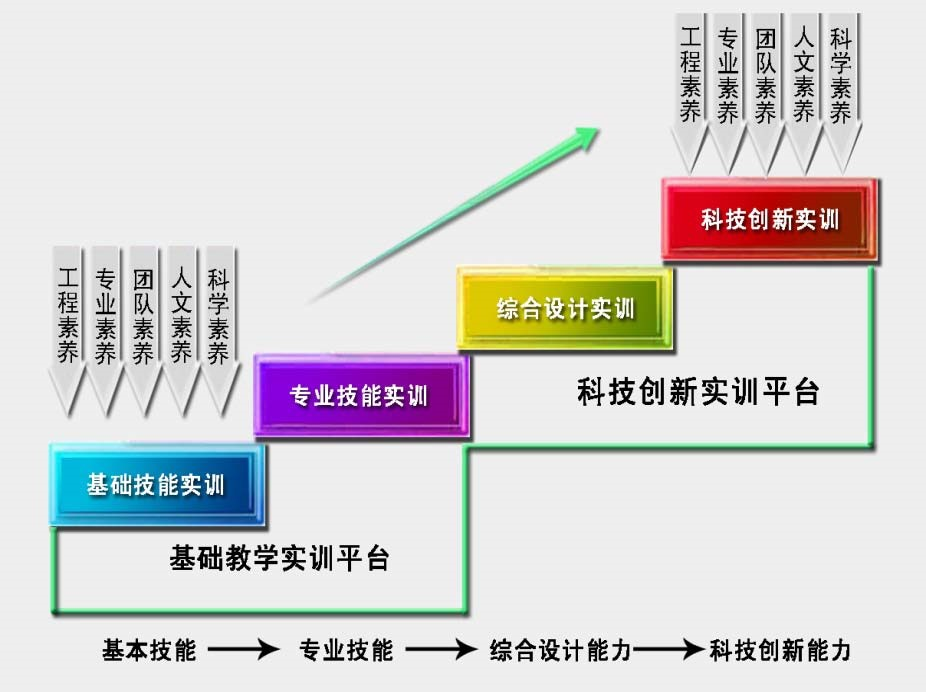 工程素养
专业素养
团队素养
人文素养
科学素养
科技创新实训
工程素养
专业素养
团队素养
人文素养
科学素养
综合设计实训
专业技能实训
科技创新实训平台
基础技能实训
基础教学实训平台
基本技能 专业技能 综合设计能力 科技创新能力